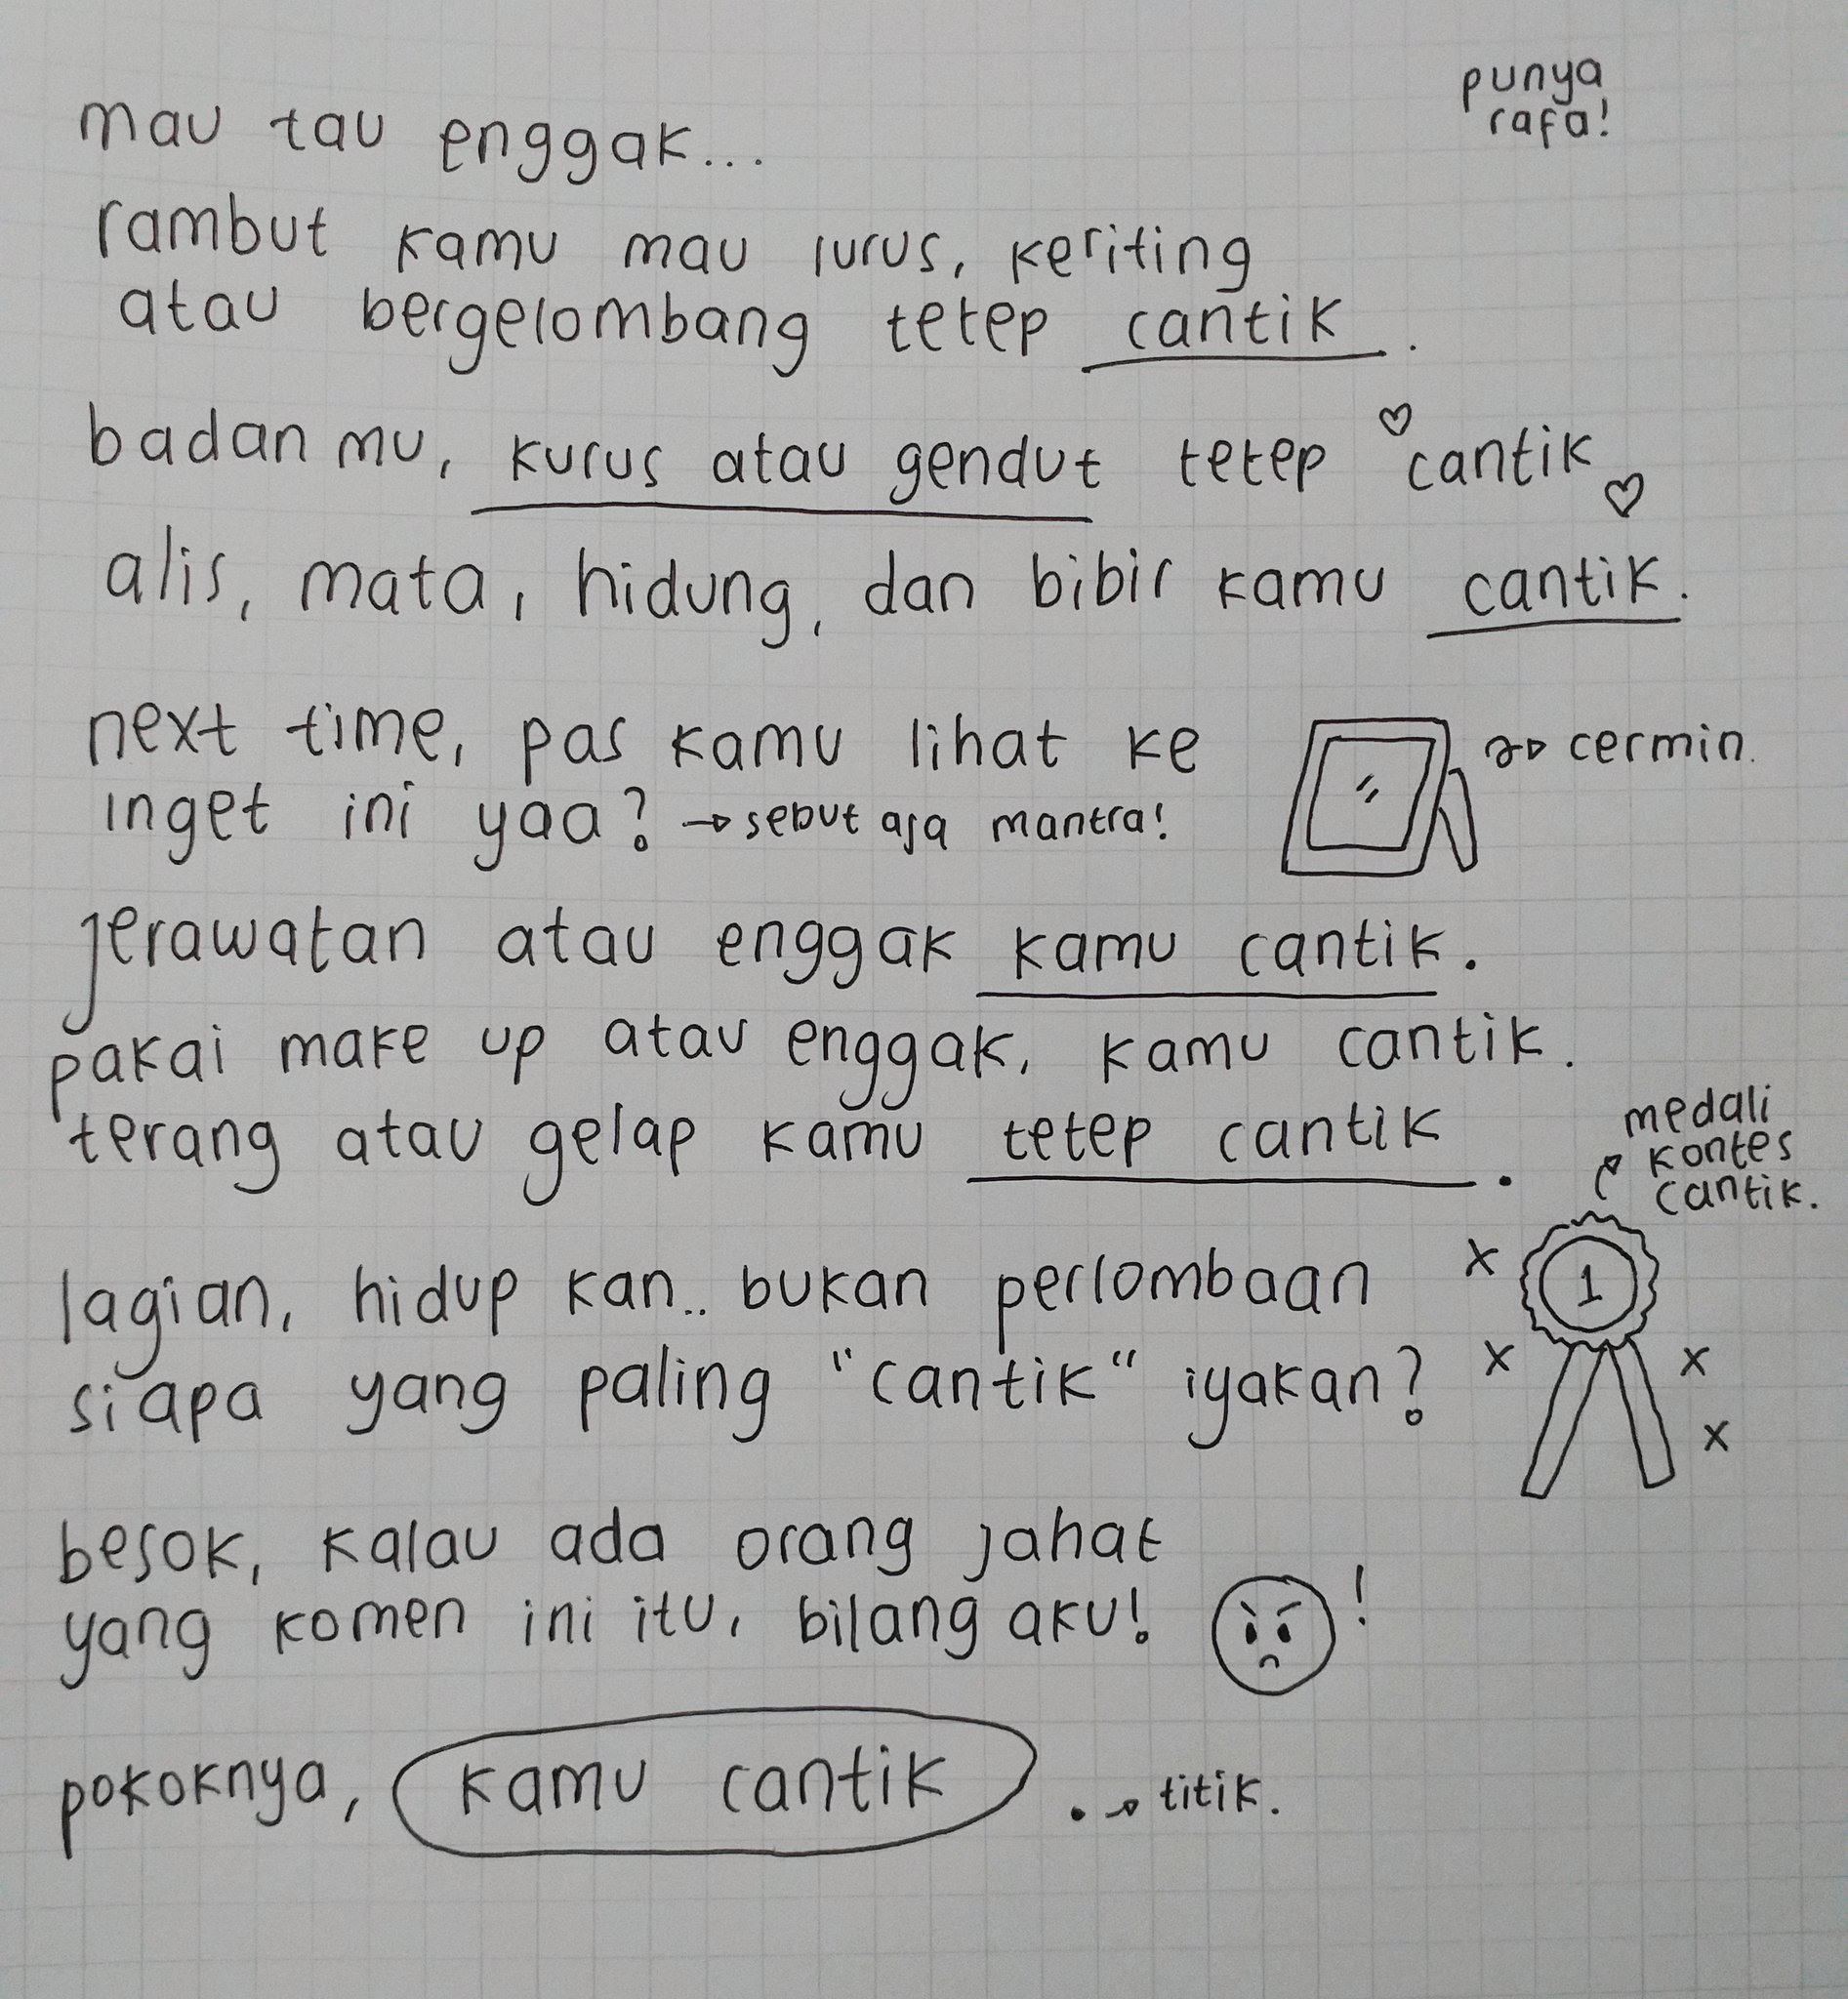 punya
rafa!
mau tau enggak...
rambut kamu mau lurus, keriting
atau bergelombang tetep cantik.
badan mu, kurus atau gendut tetep cantik
alis, mata, hidung, dan bibir kamu cantik.
next time, pas kamu lihat ke
cermin.
inget ini yaa? → sebut aja mantra!
jerawatan atau enggak kamu cantik.
pakai make up atau enggak, kamu cantik.
terang atau gelap kamu tetep cantik.
medali
kontes
cantik.
lagian, hidup kan.. bukan perlombaan
siapa yang paling "cantik" iyakan?
1
besok, kalau ada orang jahat
yang komen ini itu, bilang aku! !
pokoknya, kamu cantik . → titik.